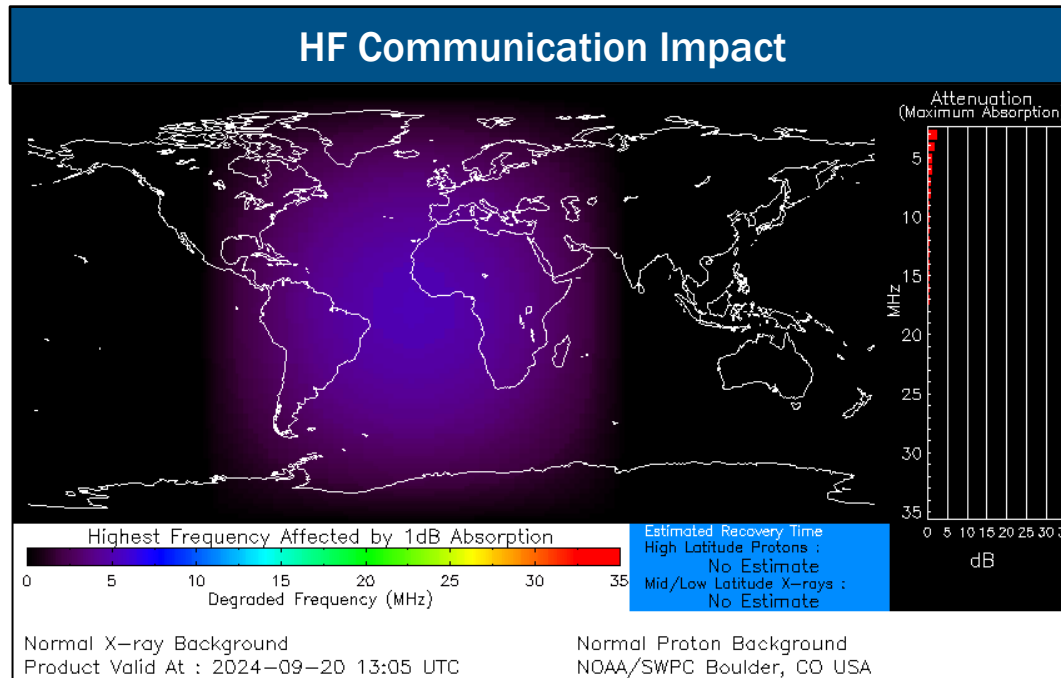 HF Communication Impact
Attenuation
(Maximum Absorption
5
10
15
20
25
30
35
MHz
0 5 10 15 20 25 30
dB
Highest Frequency Affected by 1dB Absorption
0 5 10 15 20 25 30 35
Degraded Frequency (MHz)
Estimated Recovery Time
High Latitude Protons :
No Estimate
Mid/Low Latitude X-rays :
No Estimate
Normal X-ray Background
Product Valid At : 2024-09-20 13:05 UTC
Normal Proton Background
NOAA/SWPC Boulder, CO USA